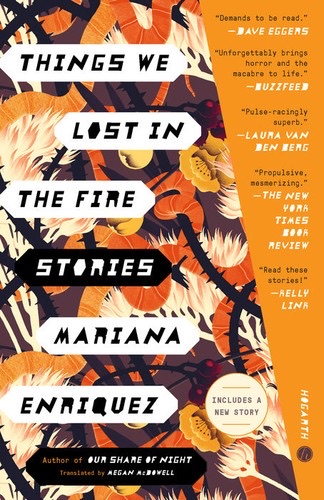 THINGS WE
LOST IN
THE FIRE
STORIES
MARIANA
ENRIQUEZ
Author of OUR SHARE OF NIGHT
Translated by MEGAN McDOWELL
"Demands to be read."
—DAVE EGGERS
"Unforgettably brings
horror and the
macabre to life."
—BUZZFEED
"Pulse-racingly
superb."
—LAURA VAN
DEN BERG
"Propulsive,
mesmerizing."
—THE NEW
YORK
TIMES
BOOK
REVIEW
"Read these
stories!"
—KELLY
LINK
INCLUDES A
NEW STORY
HOGARTH